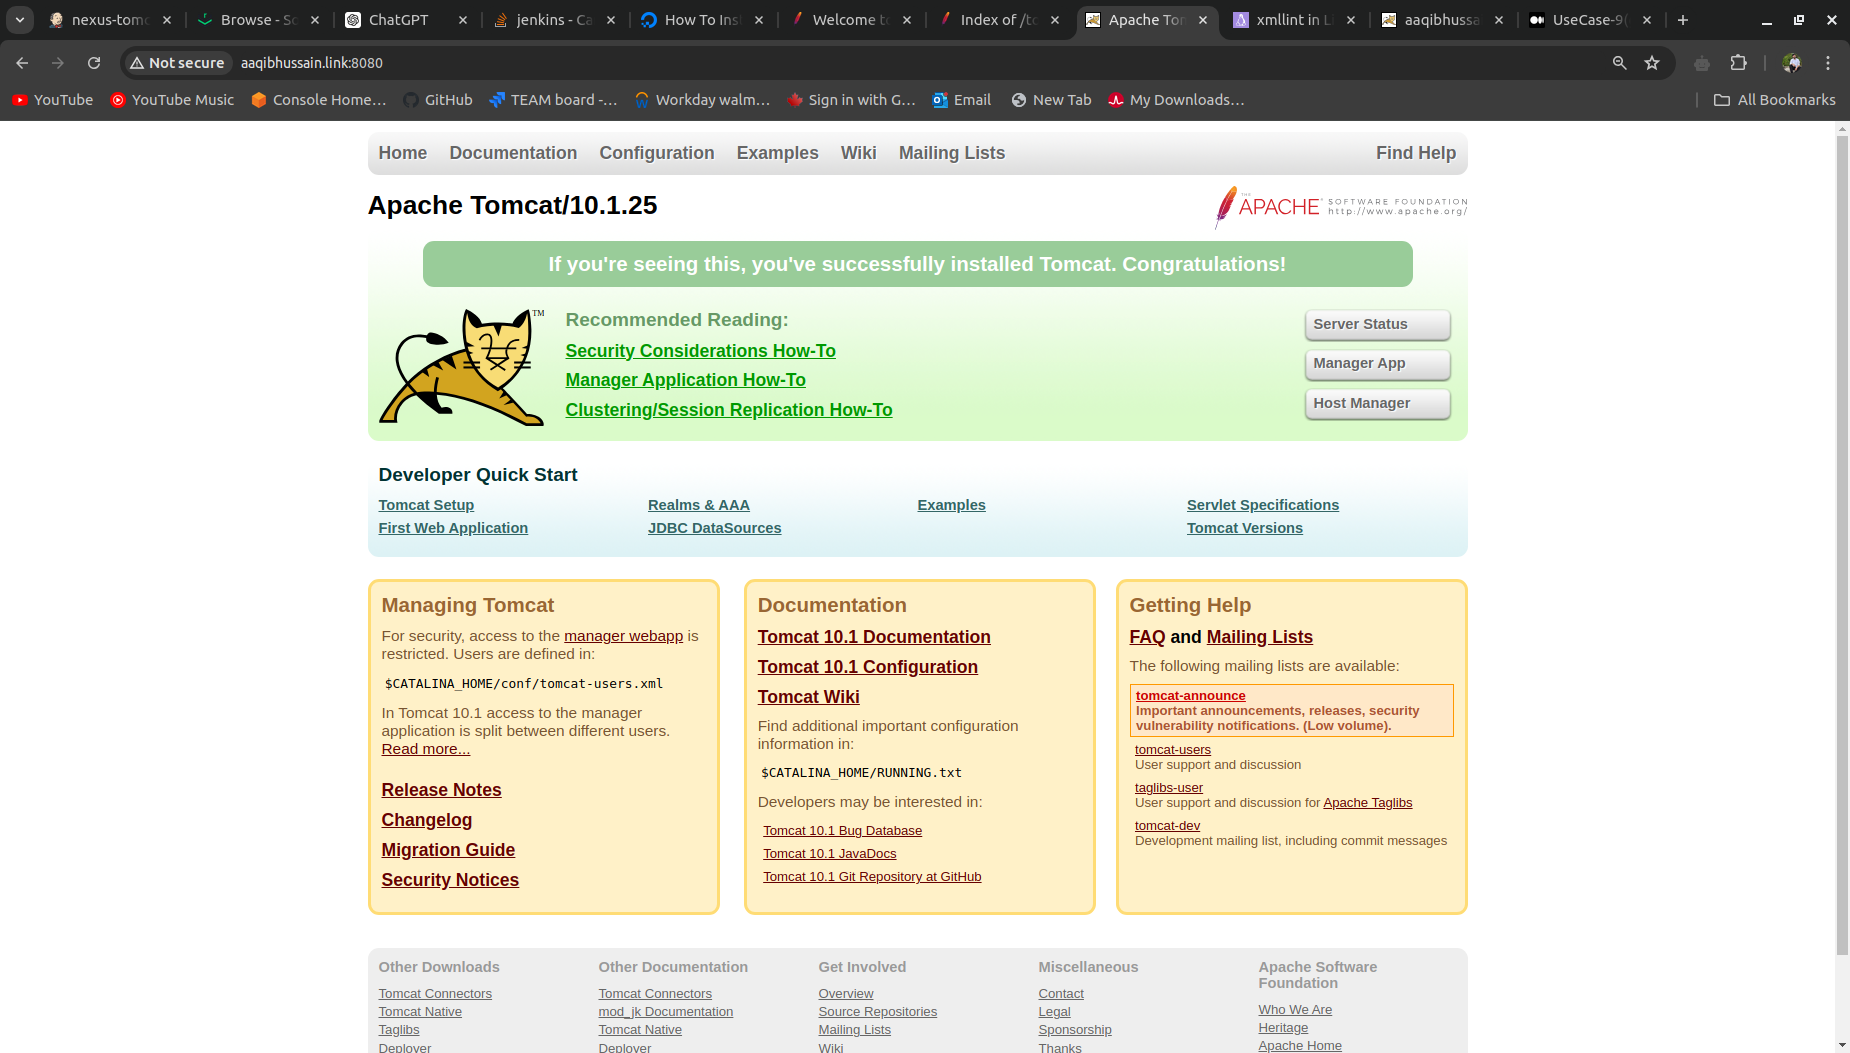 nexus-tomc
Browse - So
ChatGPT
jenkins - Ca
How To Inst
Welcome to
Index of /to
Apache Tom
xmllint in Li
aaqibhussa
UseCase-9(
Not secure
aaqibhussain.link:8080
YouTube
YouTube Music
Console Home...
GitHub
TEAM board -...
Workday walm...
Sign in with G...
Email
New Tab
My Downloads...
All Bookmarks
Home Documentation Configuration Examples Wiki Mailing Lists Find Help
Apache Tomcat/10.1.25
THE
APACHE
SOFTWARE FOUNDATION
http://www.apache.org/
If you're seeing this, you've successfully installed Tomcat. Congratulations!
TM
Recommended Reading:
Security Considerations How-To
Manager Application How-To
Clustering/Session Replication How-To
Server Status
Manager App
Host Manager
Developer Quick Start
Tomcat Setup
First Web Application
Realms & AAA
JDBC DataSources
Examples
Servlet Specifications
Tomcat Versions
Managing Tomcat
For security, access to the manager webapp is
restricted. Users are defined in:
$CATALINA_HOME/conf/tomcat-users.xml
In Tomcat 10.1 access to the manager
application is split between different users.
Read more...
Release Notes
Changelog
Migration Guide
Security Notices
Documentation
Tomcat 10.1 Documentation
Tomcat 10.1 Configuration
Tomcat Wiki
Find additional important configuration
information in:
$CATALINA_HOME/RUNNING.txt
Developers may be interested in:
Tomcat 10.1 Bug Database
Tomcat 10.1 JavaDocs
Tomcat 10.1 Git Repository at GitHub
Getting Help
FAQ and Mailing Lists
The following mailing lists are available:
tomcat-announce
Important announcements, releases, security
vulnerability notifications. (Low volume).
tomcat-users
User support and discussion
taglibs-user
User support and discussion for Apache Taglibs
tomcat-dev
Development mailing list, including commit messages
Other Downloads
Tomcat Connectors
Tomcat Native
Taglibs
Deployer
Other Documentation
Tomcat Connectors
mod_jk Documentation
Tomcat Native
Deployer
Get Involved
Overview
Source Repositories
Mailing Lists
Wiki
Miscellaneous
Contact
Legal
Sponsorship
Thanks
Apache Software
Foundation
Who We Are
Heritage
Apache Home